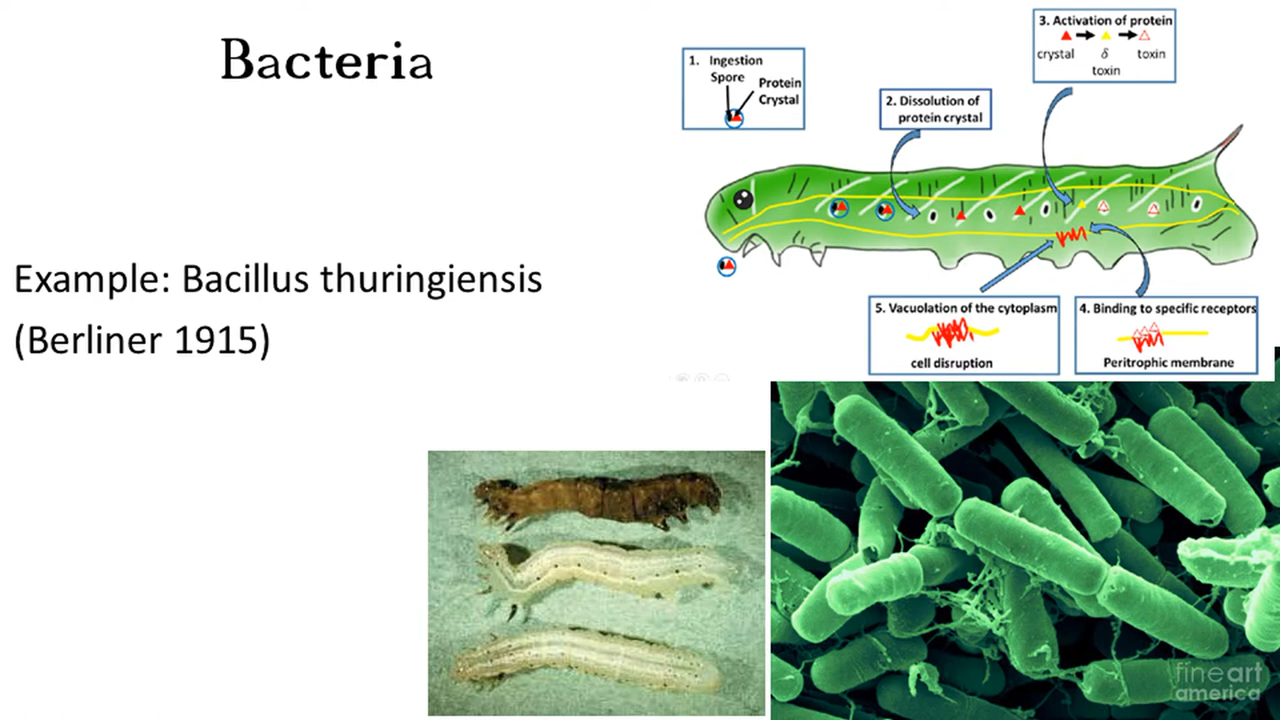 Bacteria
Example: Bacillus thuringiensis
(Berliner 1915)
1. Ingestion
Spore
Protein
Crystal
2. Dissolution of
protein crystal
3. Activation of protein
crystal δ toxin
toxin
5. Vacuolation of the cytoplasm
cell disruption
4. Binding to specific receptors
Peritrophic membrane
fineart
america